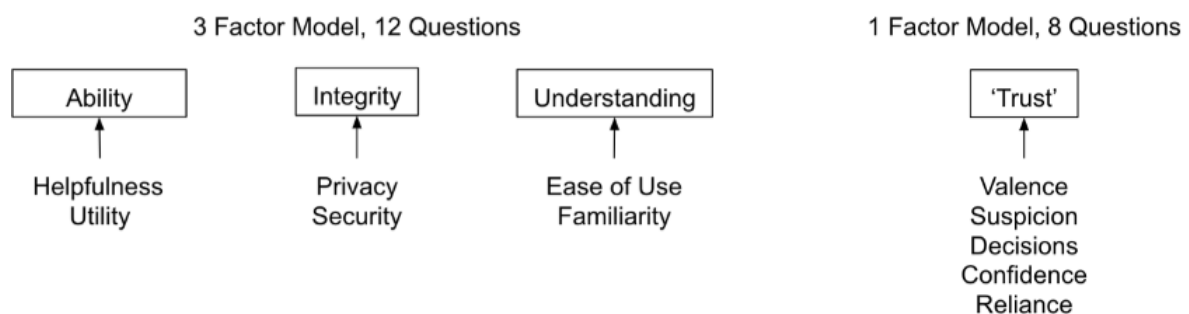 3 Factor Model, 12 Questions
Ability
Helpfulness
Utility
Integrity
Privacy
Security
Understanding
Ease of Use
Familiarity
1 Factor Model, 8 Questions
‘Trust’
Valence
Suspicion
Decisions
Confidence
Reliance